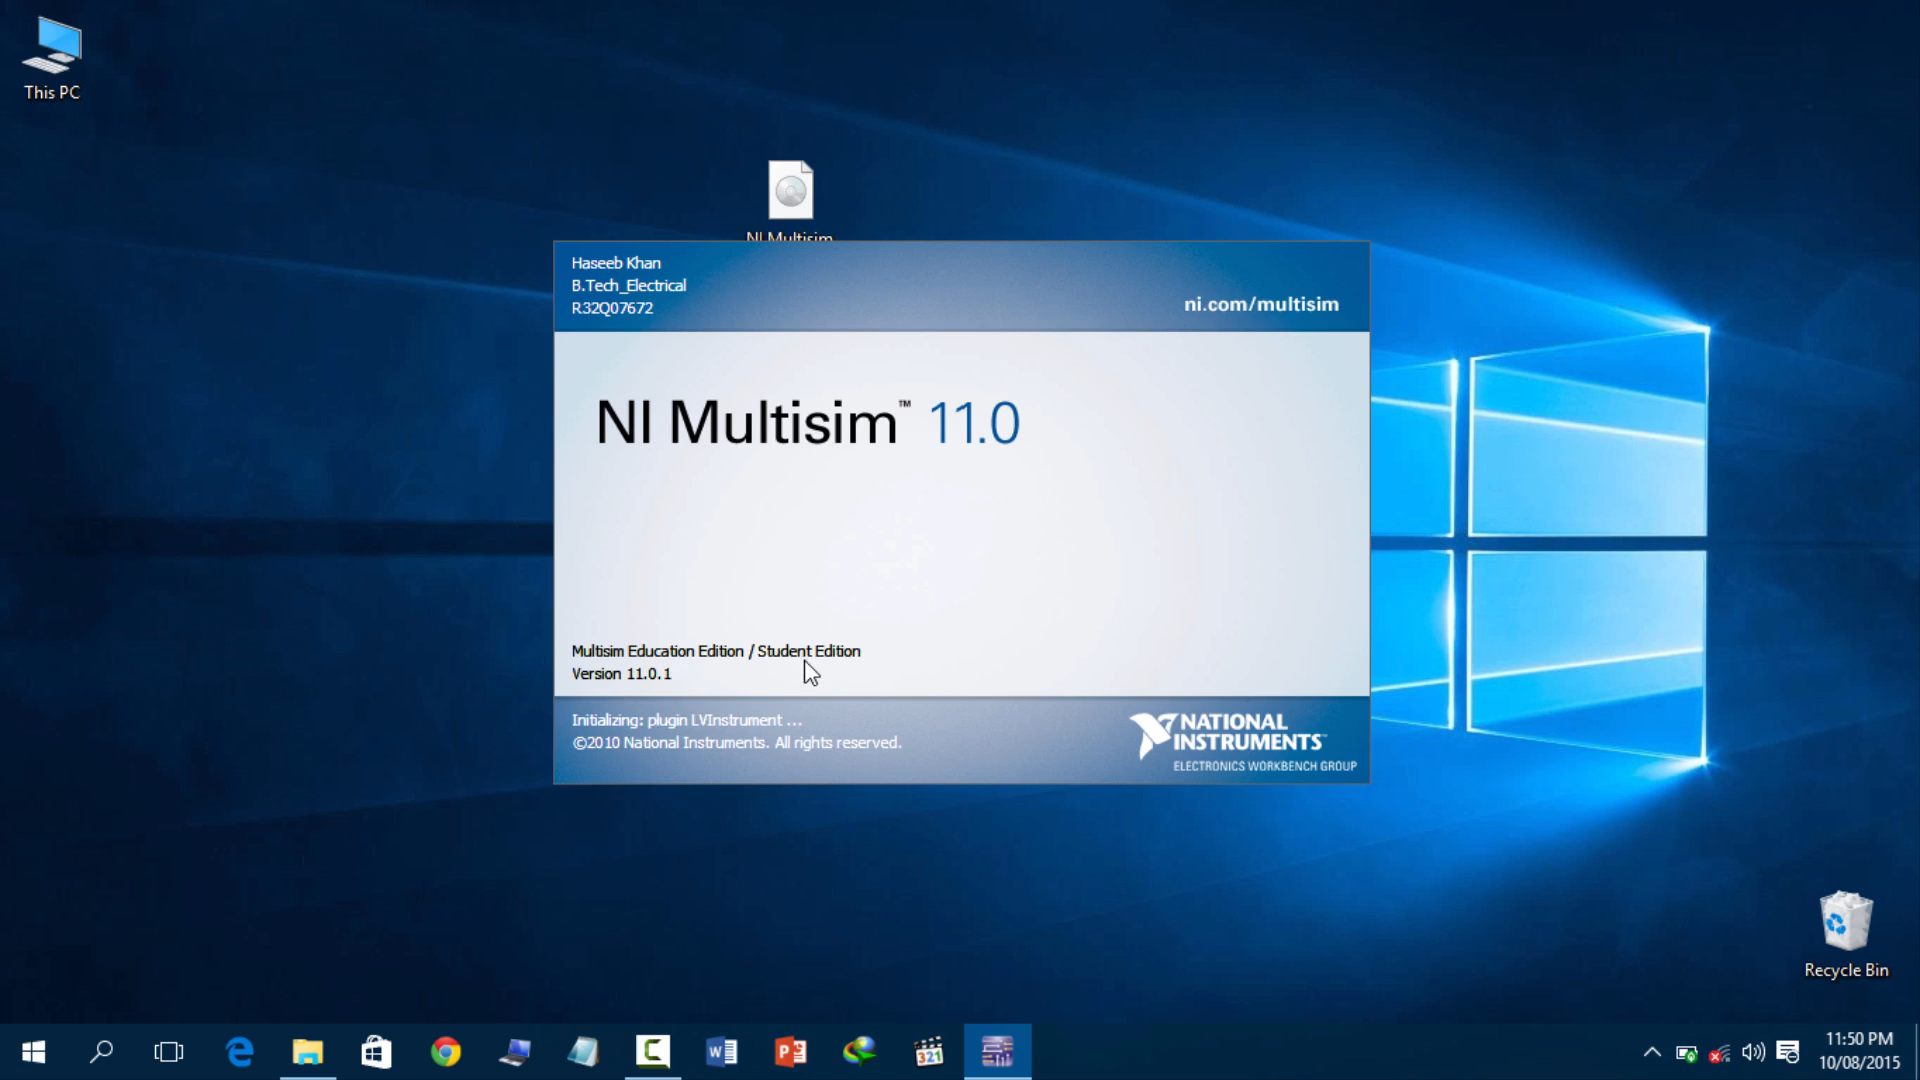 This PC
NI Multisim
Haseeb Khan
B.Tech_Electrical
R32Q07672
ni.com/multisim
NI Multisim™ 11.0
Multisim Education Edition / Student Edition
Version 11.0.1
Initializing: plugin LVInstrument ...
©2010 National Instruments. All rights reserved.
NATIONAL
INSTRUMENTS™
ELECTRONICS WORKBENCH GROUP
Recycle Bin
321
11:50 PM
10/08/2015